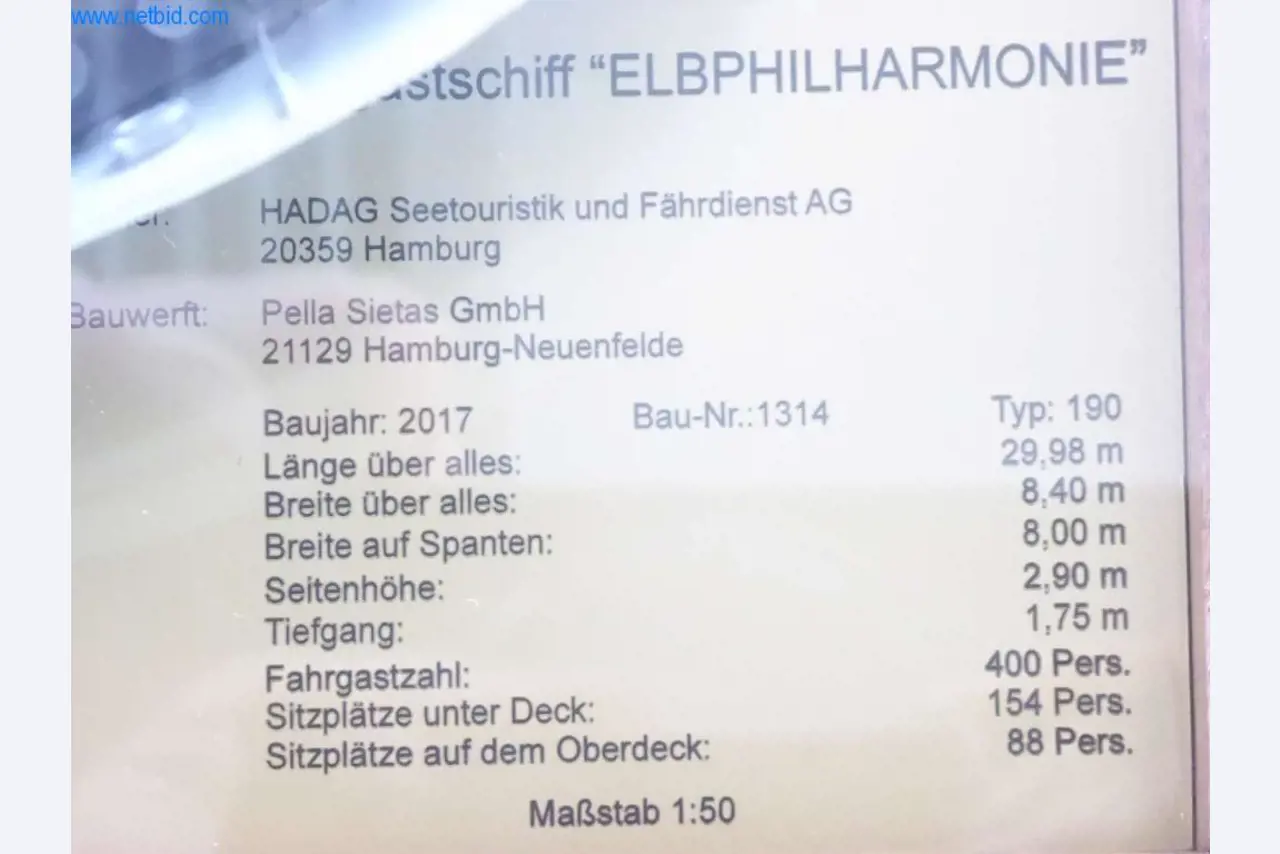 www.netbid.com
“ELBPHILHARMONIE”
HADAG Seetouristik und Fährdienst AG
20359 Hamburg
Bauwerft: Pella Sietas GmbH
21129 Hamburg-Neuenfelde
Baujahr: 2017 Bau-Nr.:1314 Typ: 190
Länge über alles: 29,98 m
Breite über alles: 8,40 m
Breite auf Spanten: 8,00 m
Seitenhöhe: 2,90 m
Tiefgang: 1,75 m
Fahrgastzahl: 400 Pers.
Sitzplätze unter Deck: 154 Pers.
Sitzplätze auf dem Oberdeck: 88 Pers.
Maßstab 1:50